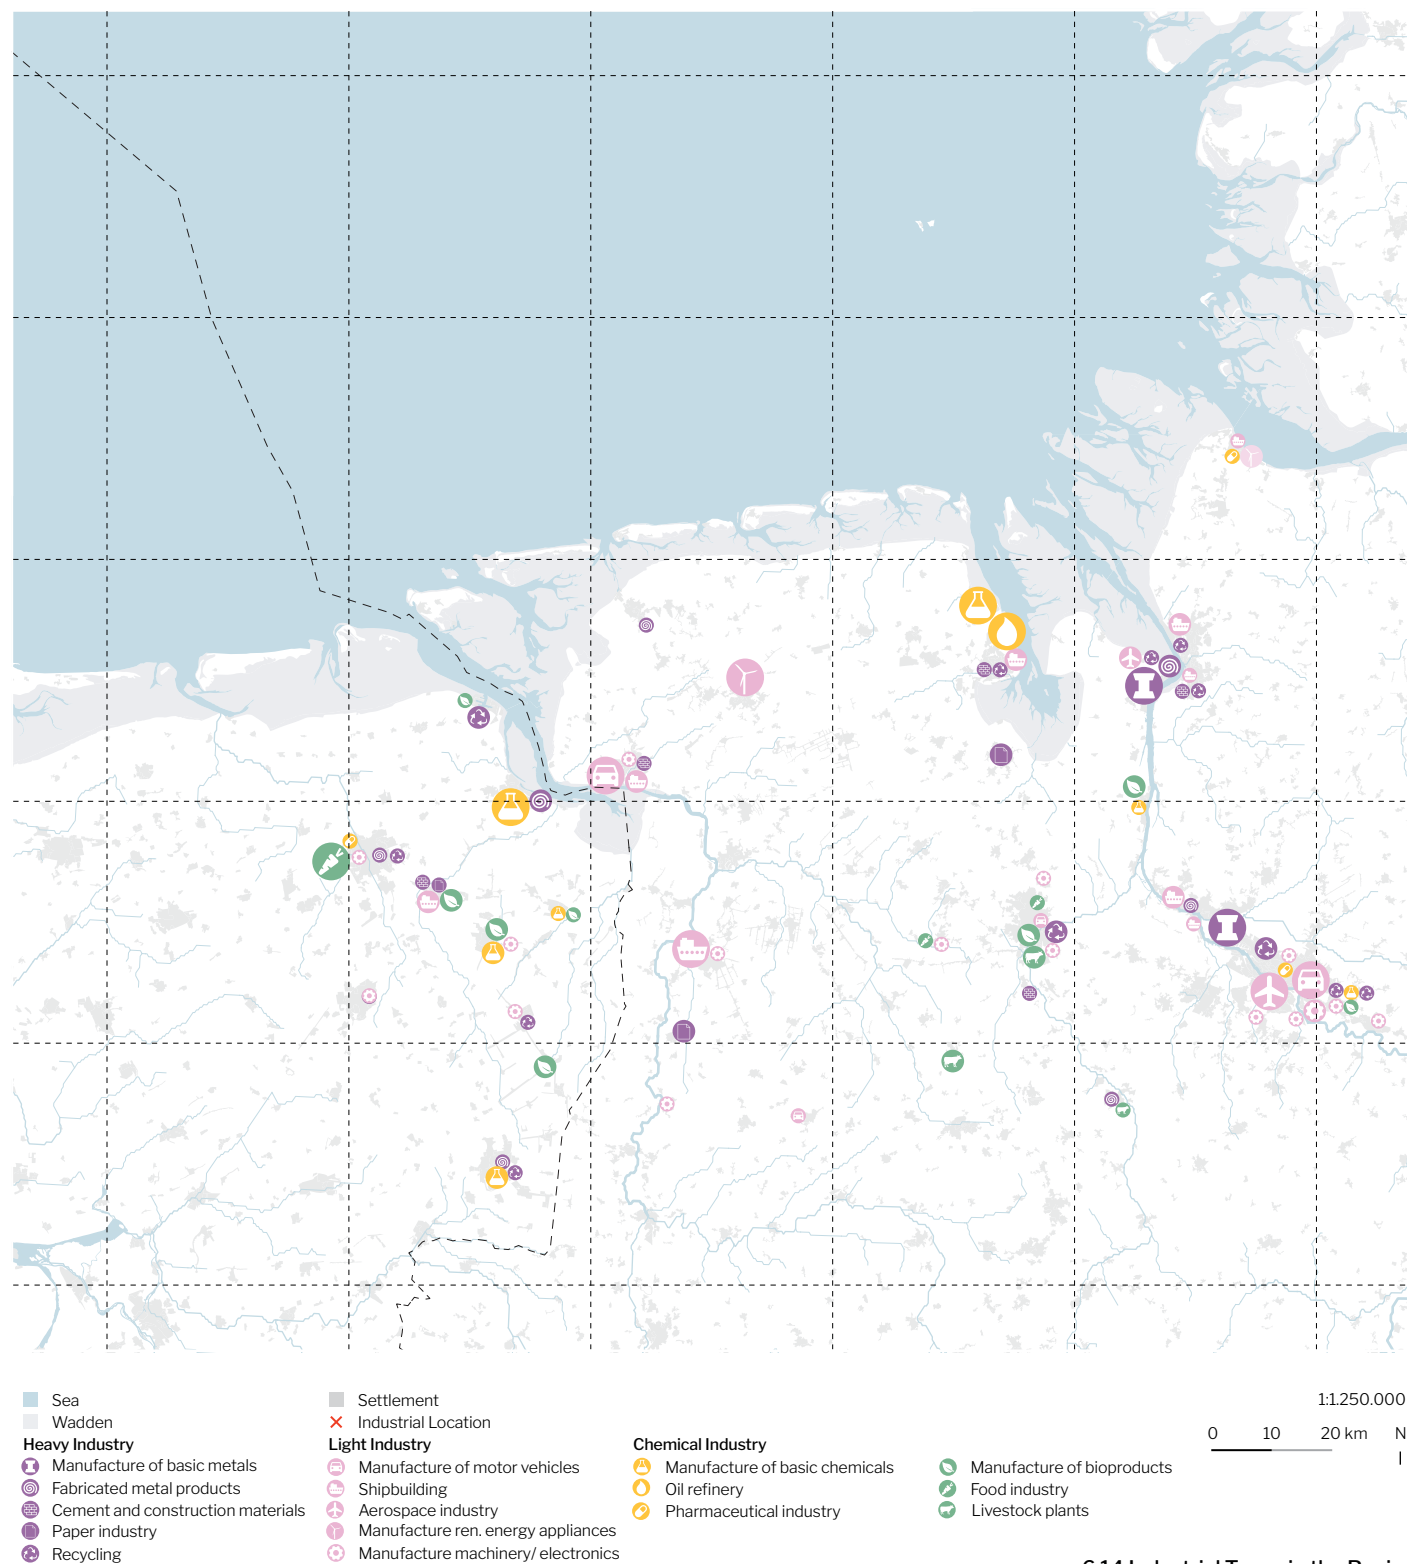 Sea
Wadden
Heavy Industry
Manufacture of basic metals
Fabricated metal products
Cement and construction materials
Paper industry
Recycling
Settlement
Industrial Location
Light Industry
Manufacture of motor vehicles
Shipbuilding
Aerospace industry
Manufacture ren. energy appliances
Manufacture machinery/ electronics
Chemical Industry
Manufacture of basic chemicals
Oil refinery
Pharmaceutical industry
Manufacture of bioproducts
Food industry
Livestock plants
1:1.250.000
0 10 20 km N